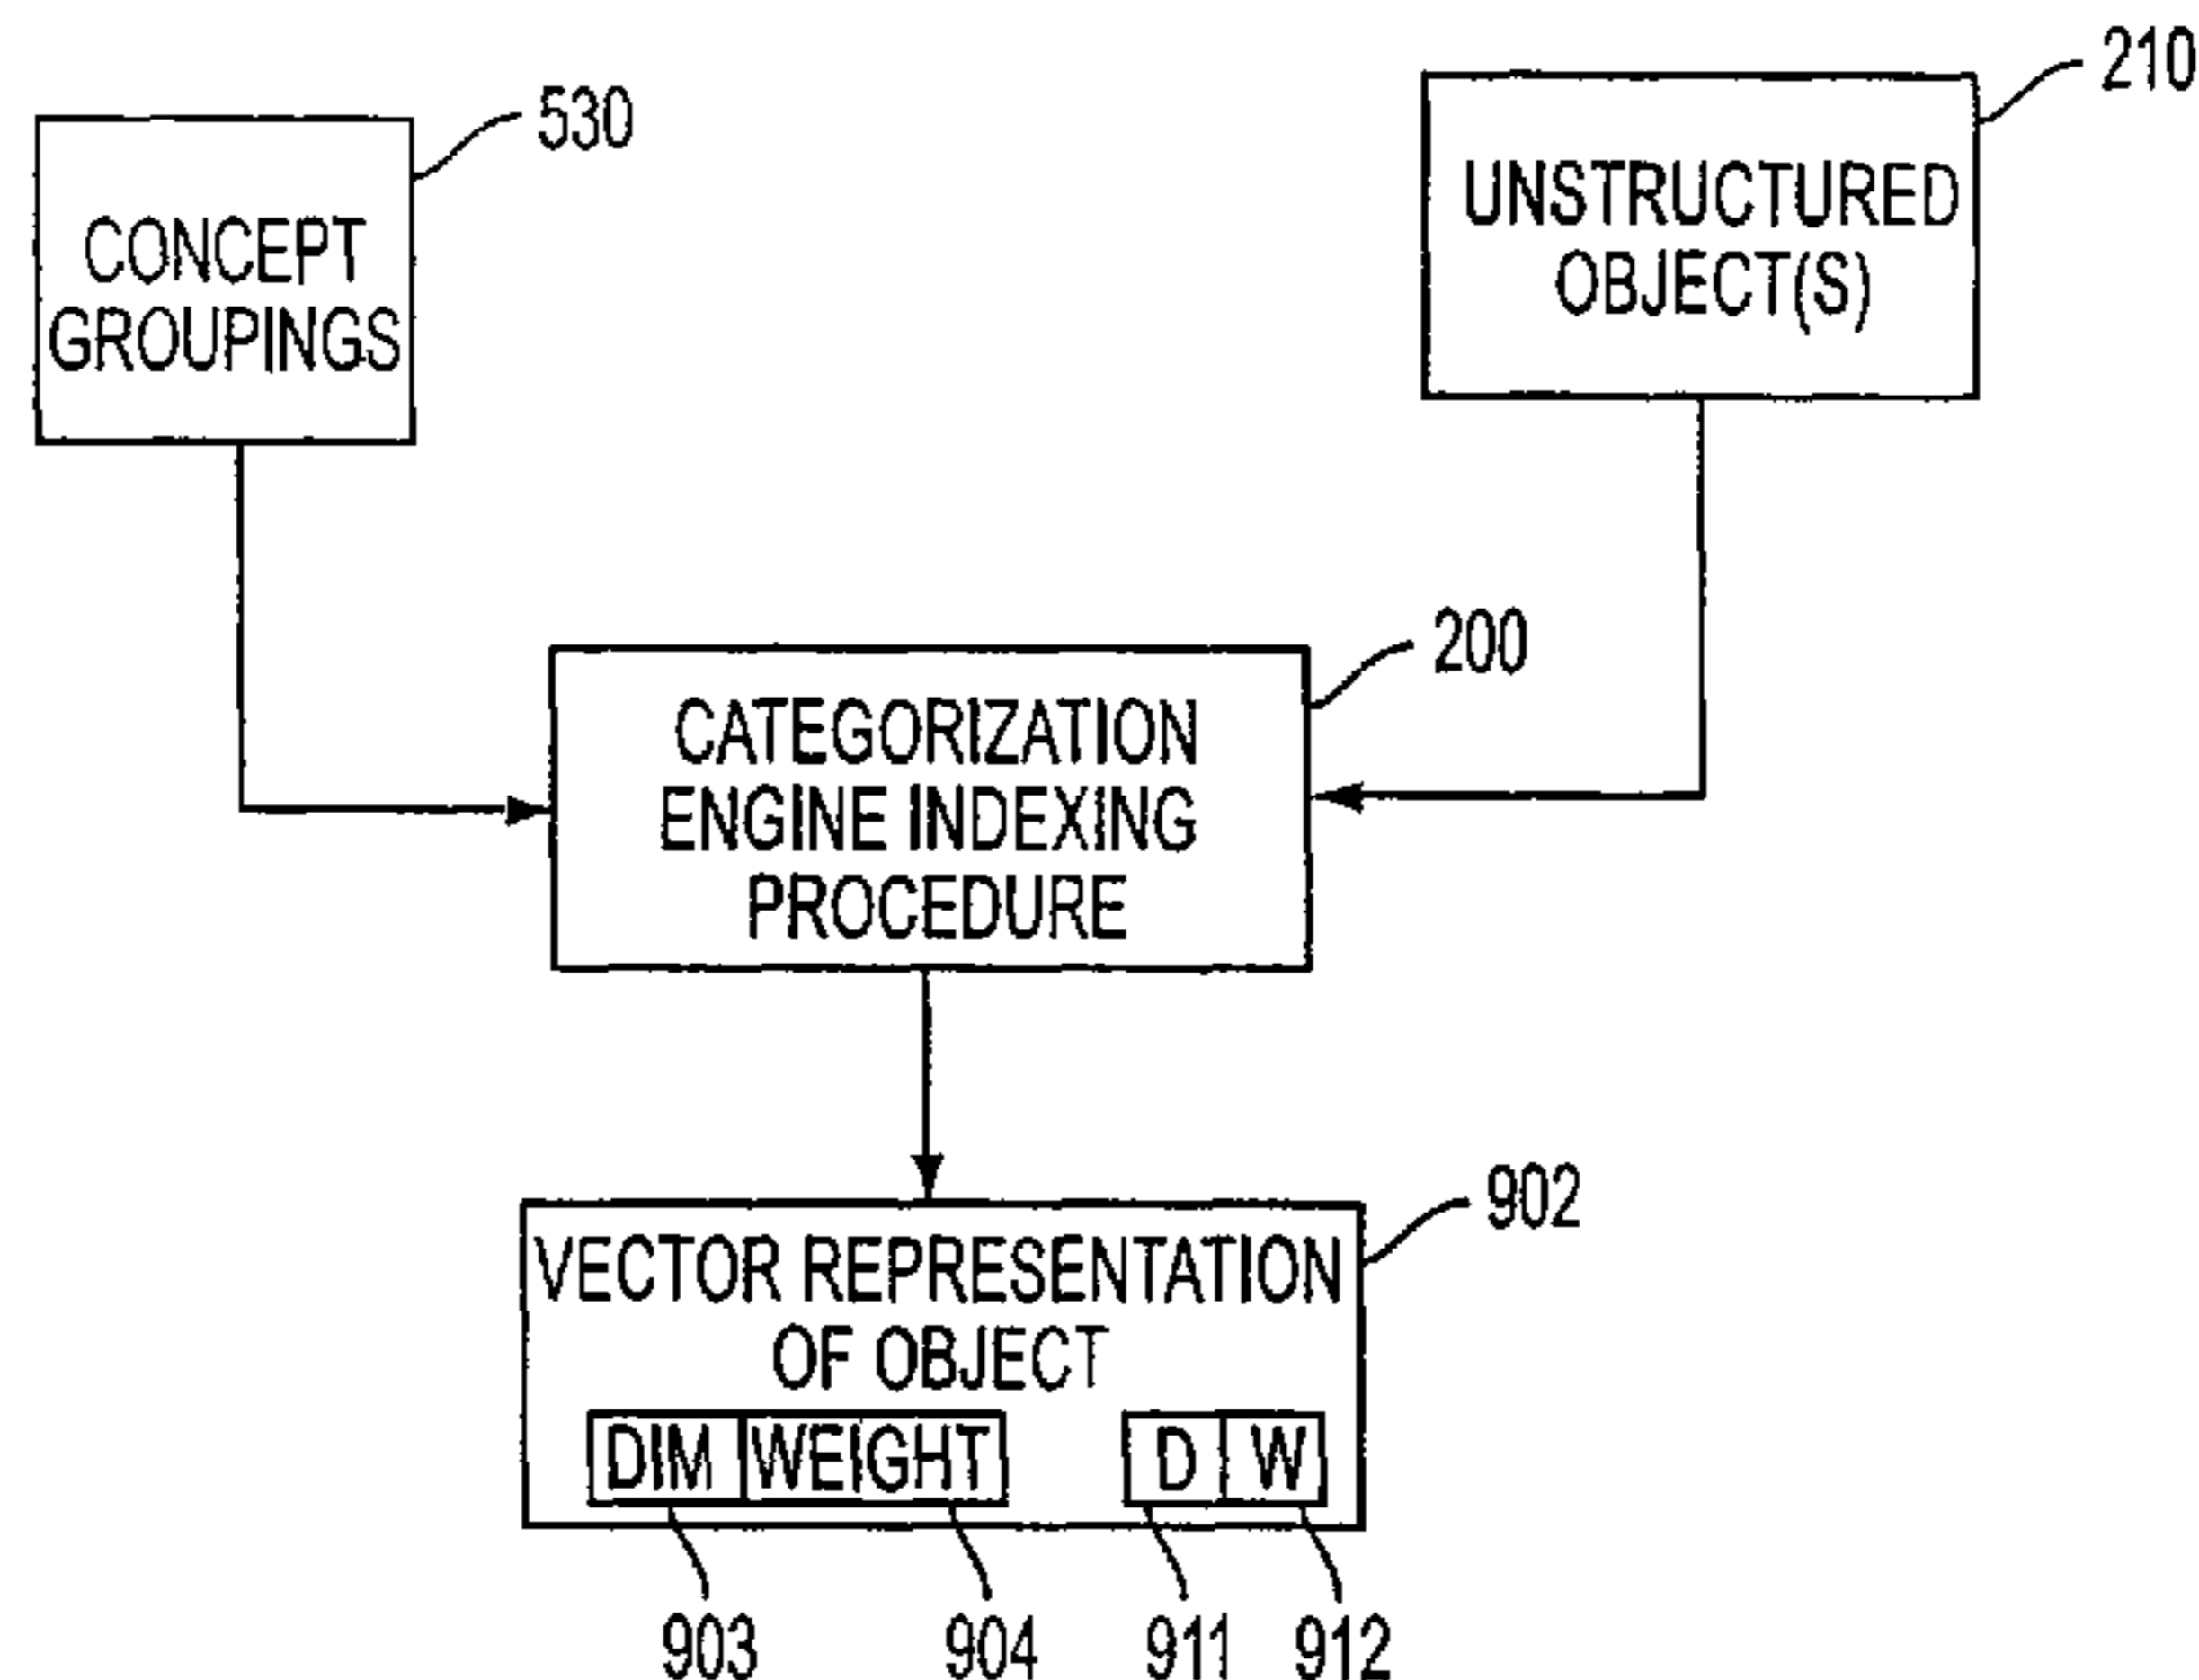 210
530
UNSTRUCTURED
OBJECT(S)
CONCEPT
GROUPINGS
200
CATEGORIZATION
ENGINE INDEXING
PROCEDURE
902
VECTOR REPRESENTATION
OF OBJECT
DIM WEIGHT D W
903 904 911 912